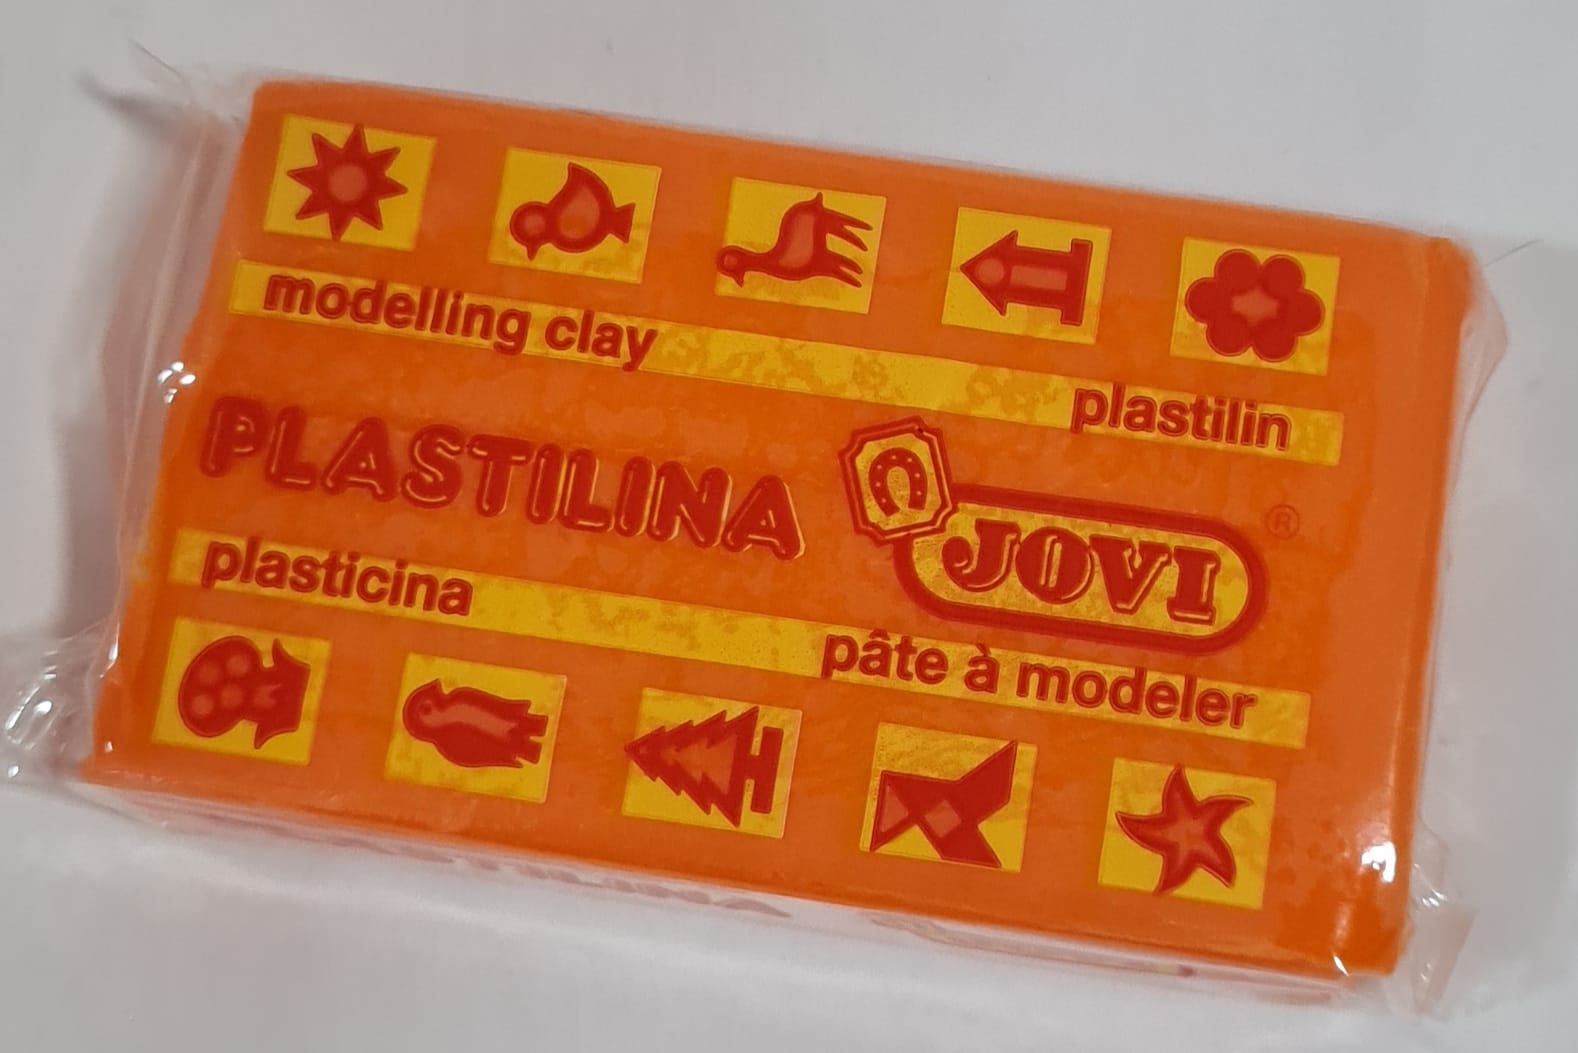 modelling clay
plastilin
PLASTILINA
JOVI ®
plasticina
pâte à modeler